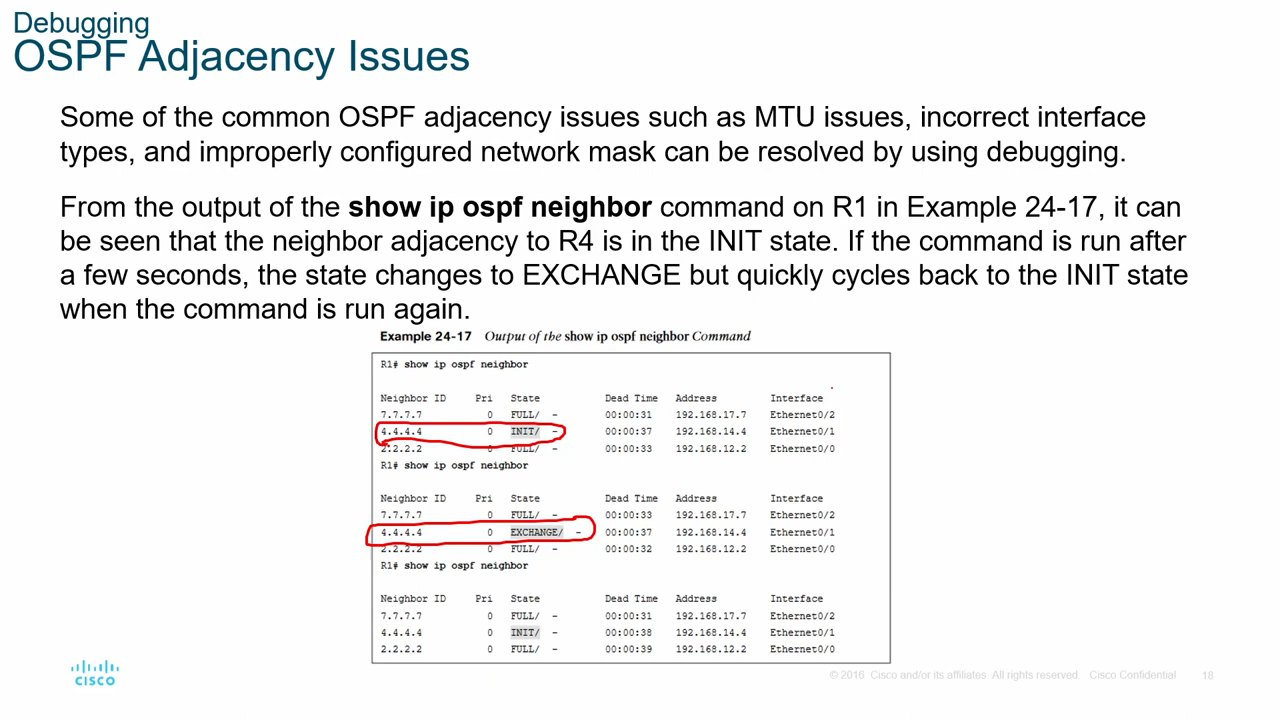 Debugging
OSPF Adjacency Issues
Some of the common OSPF adjacency issues such as MTU issues, incorrect interface
types, and improperly configured network mask can be resolved by using debugging.
From the output of the show ip ospf neighbor command on R1 in Example 24-17, it can
be seen that the neighbor adjacency to R4 is in the INIT state. If the command is run after
a few seconds, the state changes to EXCHANGE but quickly cycles back to the INIT state
when the command is run again.
Example 24-17 Output of the show ip ospf neighbor Command
R1# show ip ospf neighbor
Neighbor ID Pri State Dead Time Address Interface
7.7.7.7 0 FULL/ - 00:00:31 192.168.17.7 Ethernet0/2
4.4.4.4 0 INIT/ - 00:00:37 192.168.14.4 Ethernet0/1
2.2.2.2 0 FULL/ - 00:00:33 192.168.12.2 Ethernet0/0
R1# show ip ospf neighbor
Neighbor ID Pri State Dead Time Address Interface
7.7.7.7 0 FULL/ - 00:00:33 192.168.17.7 Ethernet0/2
4.4.4.4 0 EXCHANGE/ - 00:00:37 192.168.14.4 Ethernet0/1
2.2.2.2 0 FULL/ - 00:00:32 192.168.12.2 Ethernet0/0
R1# show ip ospf neighbor
Neighbor ID Pri State Dead Time Address Interface
7.7.7.7 0 FULL/ - 00:00:31 192.168.17.7 Ethernet0/2
4.4.4.4 0 INIT/ - 00:00:38 192.168.14.4 Ethernet0/1
2.2.2.2 0 FULL/ - 00:00:39 192.168.12.2 Ethernet0/0
CISCO
© 2016 Cisco and/or its affiliates. All rights reserved. Cisco Confidential 18